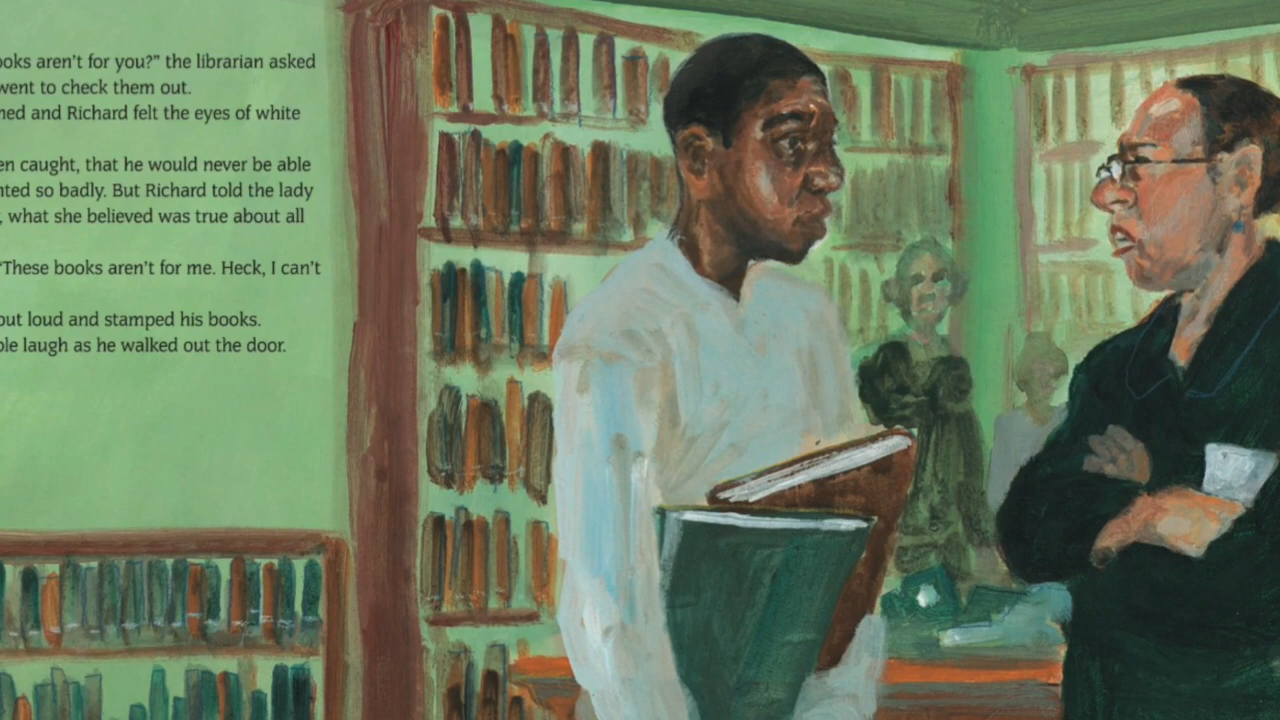 ooks aren't for you?" the librarian asked
went to check them out.
ned and Richard felt the eyes of white
en caught, that he would never be able
nted so badly. But Richard told the lady
, what she believed was true about all
"These books aren't for me. Heck, I can't
out loud and stamped his books.
ple laugh as he walked out the door.